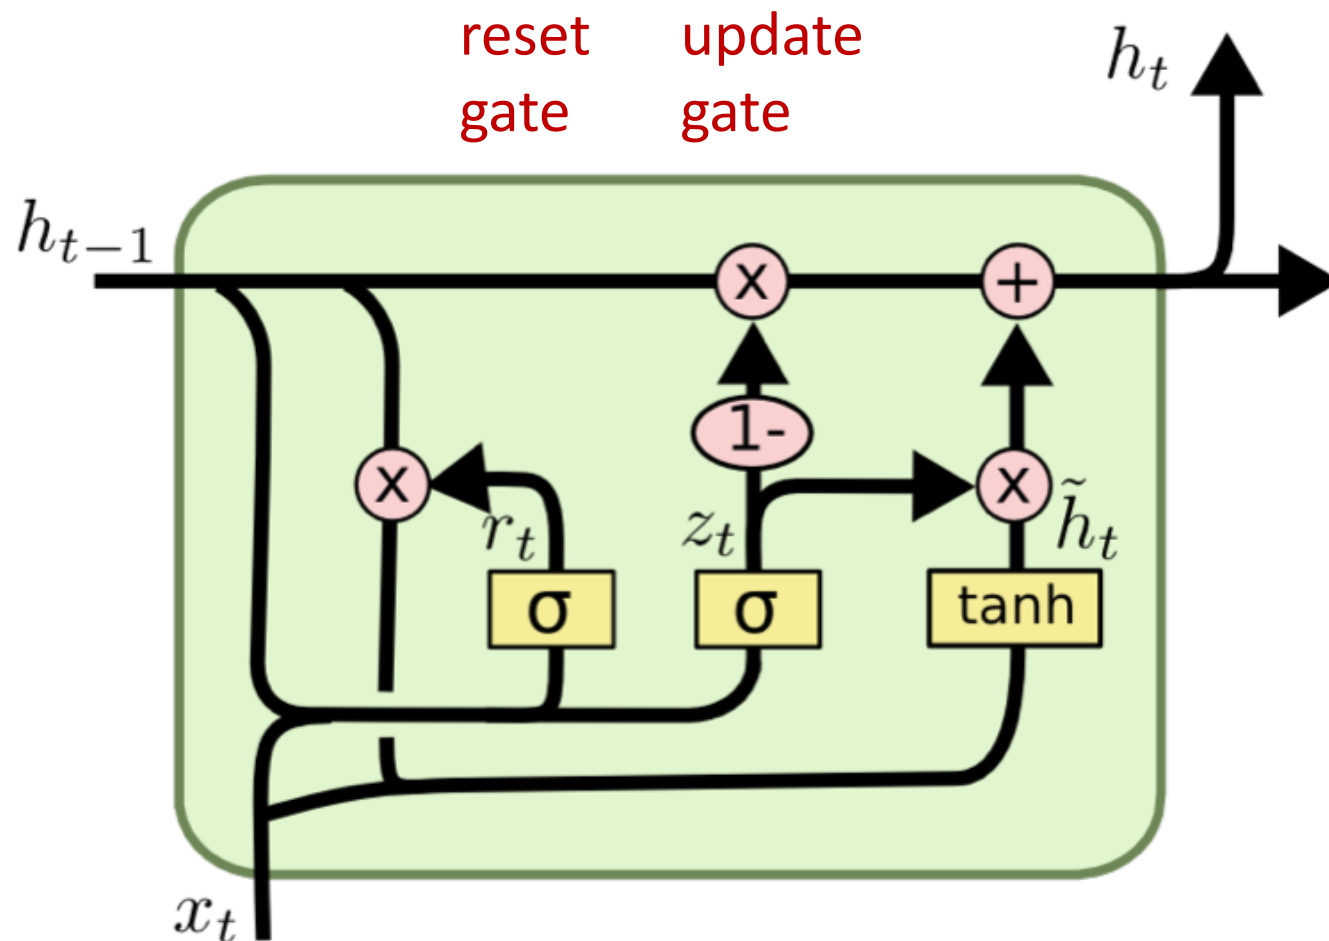 reset update
gate gate
h_t
h_{t-1}
x +
1-
x x
r_t z_t h̃_t
σ σ tanh
x_t